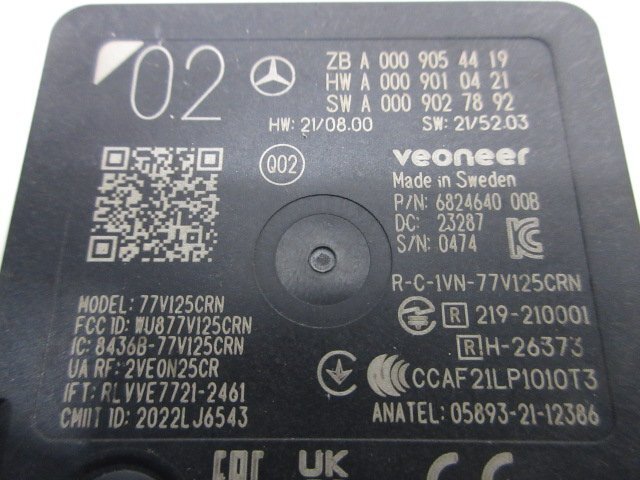 02
ZB A 000 905 44 19
HW A 000 901 04 21
SW A 000 902 78 92
HW: 21/08.00 SW: 21/52.03
Q02
veoneer
Made in Sweden
P/N: 6824640 00B
DC: 23287
S/N: 0474
R-C-1VN-77V125CRN
MODEL: 77V125CRN
FCC ID: WU877V125CRN
IC: 8436B-77V125CRN
UA RF: 2VEON25CR
IFT: RLVVE7721-2461
CMIIT ID: 2022LJ6543
R 219-210001
R H-26373
CCAF21LP1010T3
ANATEL: 05893-21-12386
EAC UK
CE